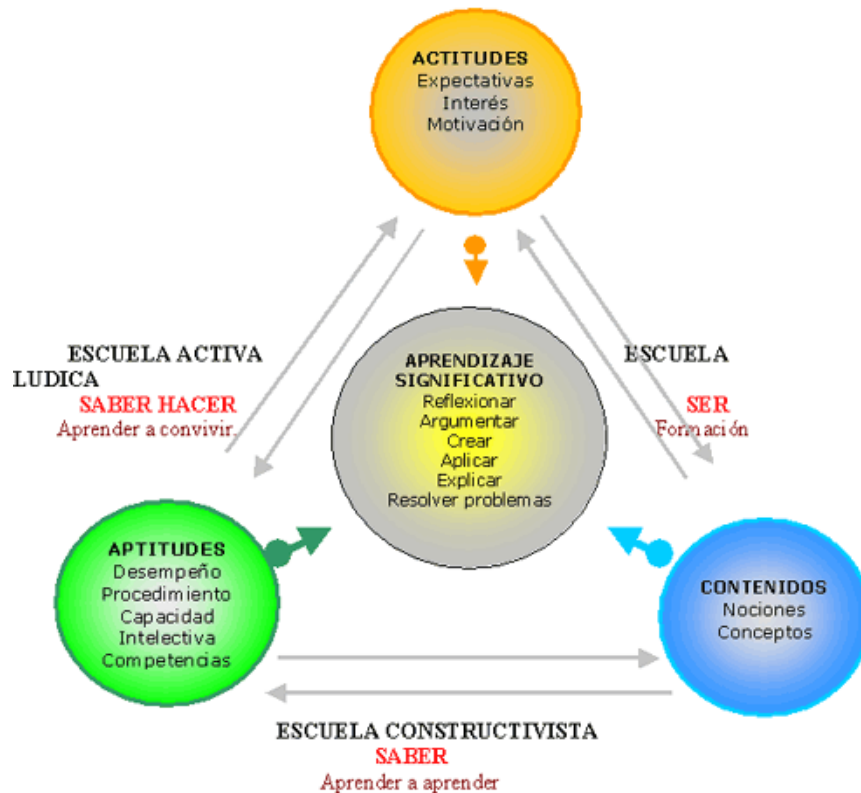 ACTITUDES
Expectativas
Interés
Motivación
ESCUELA ACTIVA
LUDICA
SABER HACER
Aprender a convivir.
APRENDIZAJE
SIGNIFICATIVO
Reflexionar
Argumentar
Crear
Aplicar
Explicar
Resolver problemas
ESCUELA
SER
Formación
APTITUDES
Desempeño
Procedimiento
Capacidad
Intelectiva
Competencias
CONTENIDOS
Nociones
Conceptos
ESCUELA CONSTRUCTIVISTA
SABER
Aprender a aprender